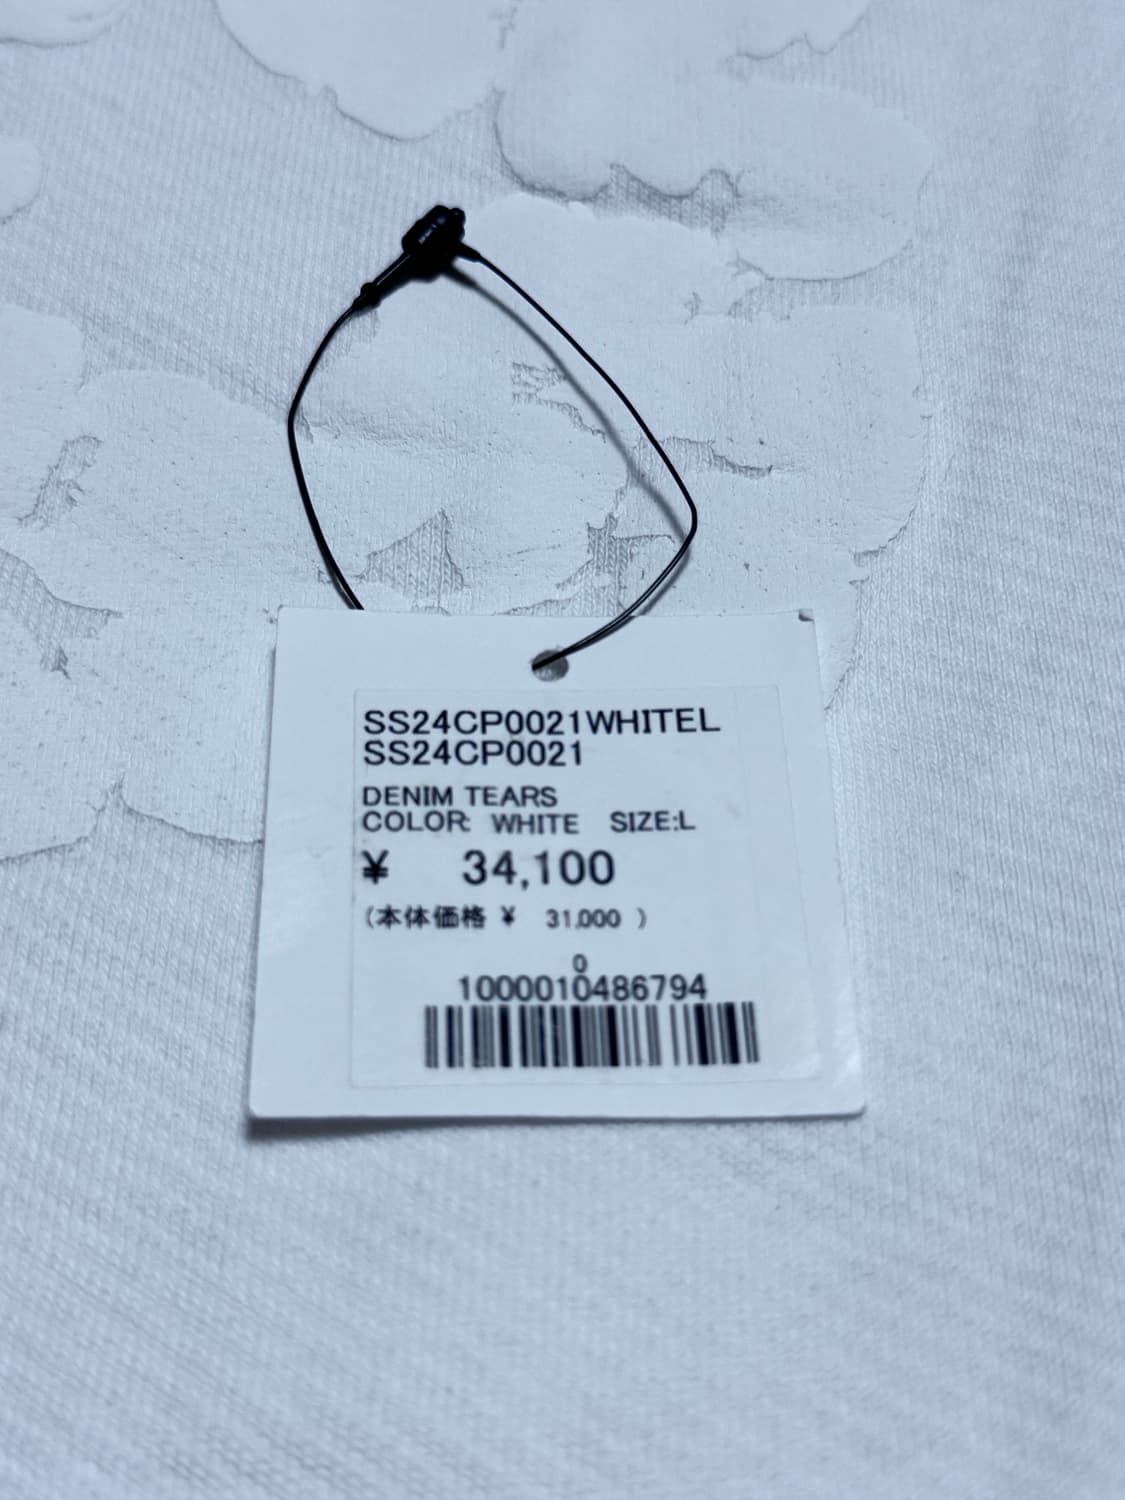 SS24CP0021WHITEL
SS24CP0021
DENIM TEARS
COLOR: WHITE SIZE:L
¥ 34,100
(本体価格 ¥ 31,000 )
0
1000010486794